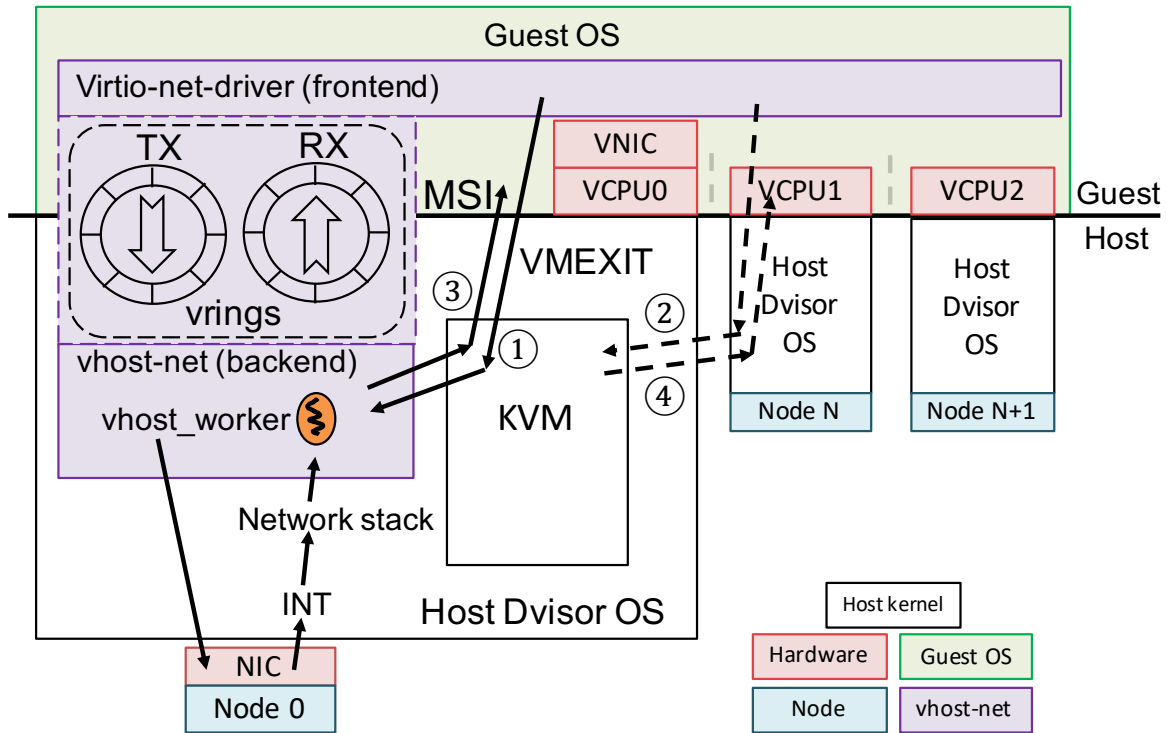 Guest OS
Virtio-net-driver (frontend)
TX
RX
vrings
MSI
VNIC
VCPU0
VCPU1
VCPU2
Guest
Host
VMEXIT
③
①
②
④
Host
Dvisor
OS
Host
Dvisor
OS
Node N
Node N+1
vhost-net (backend)
vhost_worker
KVM
Network stack
INT
Host Dvisor OS
NIC
Node 0
Host kernel
Hardware
Guest OS
Node
vhost-net